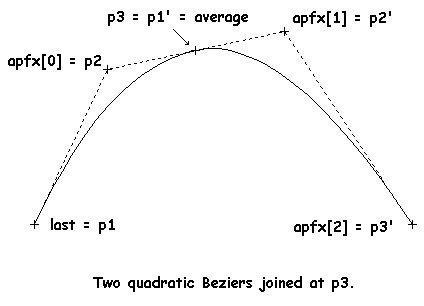 p3 = p1' = average
apfx[1] = p2'
apfx[0] = p2
last = p1
apfx[2] = p3'
Two quadratic Beziers joined at p3.